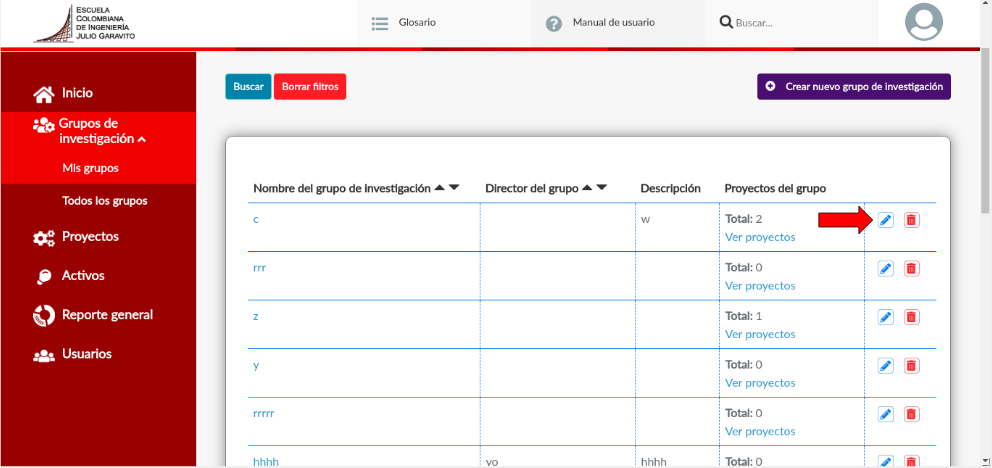 ESCUELA
COLOMBIANA
DE INGENIERÍA
JULIO GARAVITO
Glosario
Manual de usuario
Buscar...
Inicio
Grupos de
investigación
Mis grupos
Todos los grupos
Proyectos
Activos
Reporte general
Usuarios
Buscar
Borrar filtros
Crear nuevo grupo de investigación
Nombre del grupo de investigación
Director del grupo
Descripción
Proyectos del grupo
c
w
Total: 2
Ver proyectos
rrr
Total: 0
Ver proyectos
z
Total: 1
Ver proyectos
y
Total: 0
Ver proyectos
rrrrr
Total: 0
Ver proyectos
hhhh
yo
hhhh
Total: 0